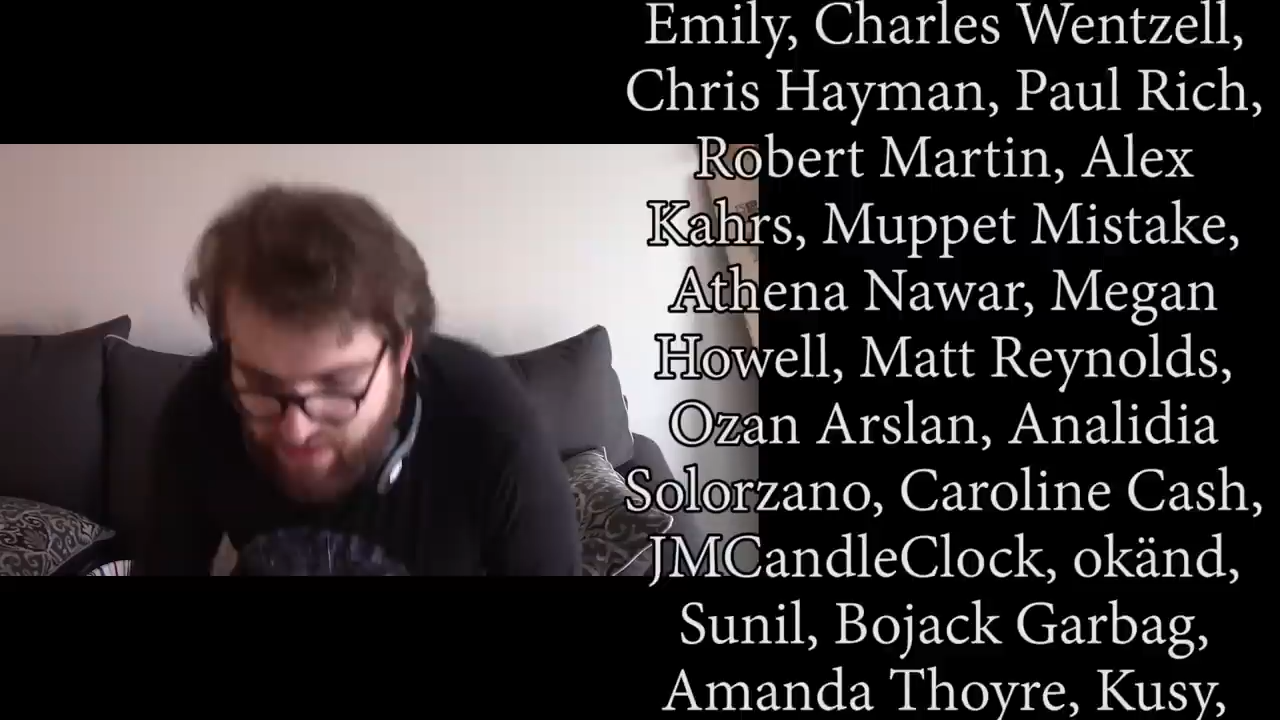 Emily, Charles Wentzell,
Chris Hayman, Paul Rich,
Robert Martin, Alex
Kahrs, Muppet Mistake,
Athena Nawar, Megan
Howell, Matt Reynolds,
Ozan Arslan, Analidia
Solorzano, Caroline Cash,
JMCandleClock, okänd,
Sunil, Bojack Garbag,
Amanda Thoyre, Kusy,